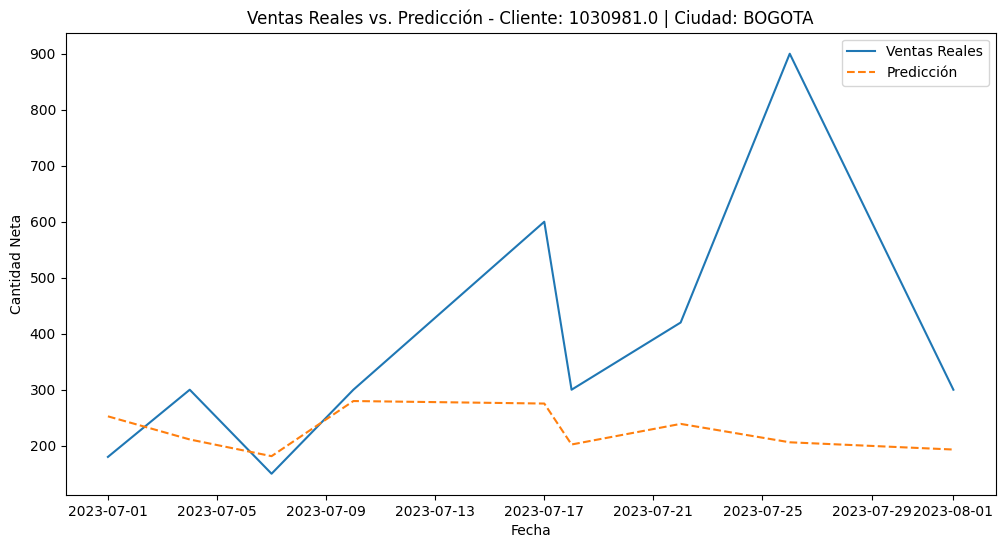 Ventas Reales vs. Predicción - Cliente: 1030981.0 | Ciudad: BOGOTA
Ventas Reales
Predicción
900
800
700
600
500
400
300
200
Cantidad Neta
2023-07-01 2023-07-05 2023-07-09 2023-07-13 2023-07-17 2023-07-21 2023-07-25 2023-07-29 2023-08-01
Fecha